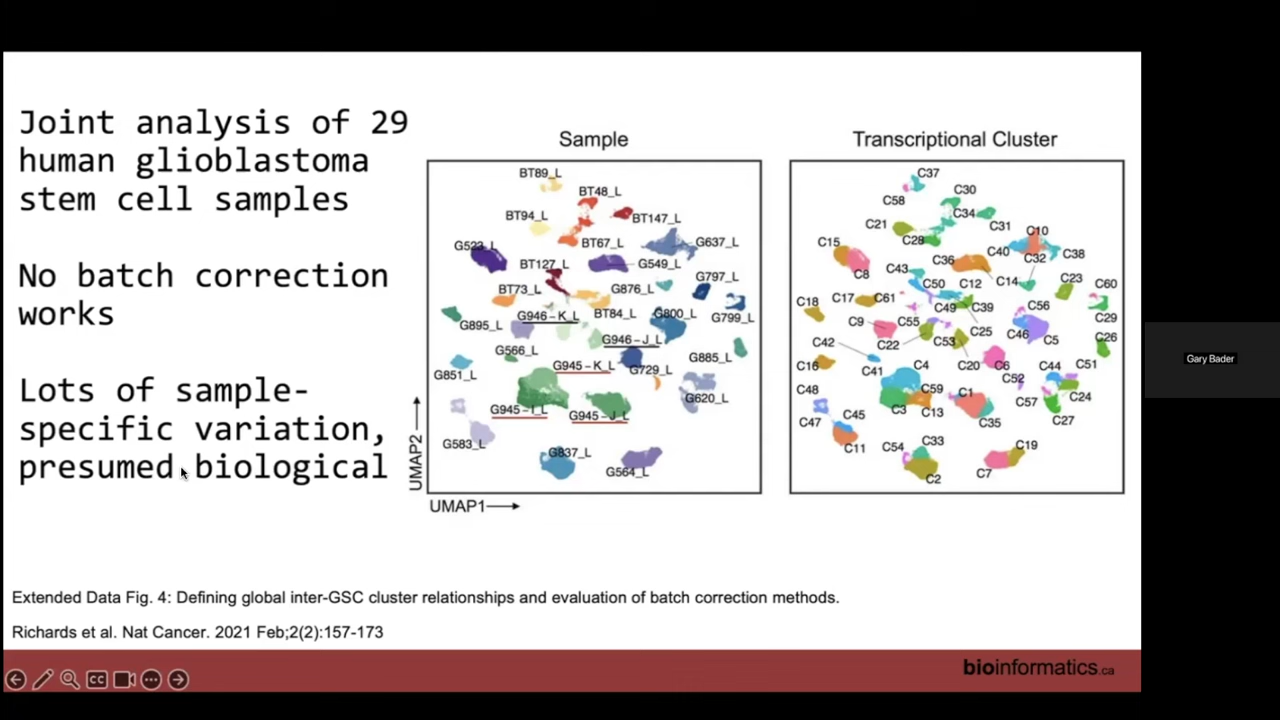 Joint analysis of 29
human glioblastoma
stem cell samples
No batch correction
works
Lots of sample-
specific variation,
presumed biological
Sample
BT89_L
BT48_L
BT94_L
BT147_L
G523_L
BT67_L
G637_L
BT127_L
G549_L
G797_L
BT73_L
G876_L
G946-K_L
BT84_L
G800_L
G799_L
G895_L
G946-J_L
G566_L
G945-K_L
G729_L
G885_L
G851_L
G620_L
G945-I_L
G945-J_L
G583_L
G837_L
G564_L
UMAP2
UMAP1
Transcriptional Cluster
C37
C58
C30
C34
C21
C28
C31
C10
C15
C8
C36
C40
C32
C38
C43
C50
C12
C14
C23
C60
C18
C17
C61
C49
C39
C56
C29
C9
C55
C25
C46
C5
C26
C42
C22
C53
C16
C41
C4
C20
C6
C52
C44
C51
C48
C59
C1
C57
C24
C47
C45
C3
C13
C35
C27
C11
C54
C33
C19
C2
C7
Extended Data Fig. 4: Defining global inter-GSC cluster relationships and evaluation of batch correction methods.
Richards et al. Nat Cancer. 2021 Feb;2(2):157-173
CC
bioinformatics.ca
Gary Bader